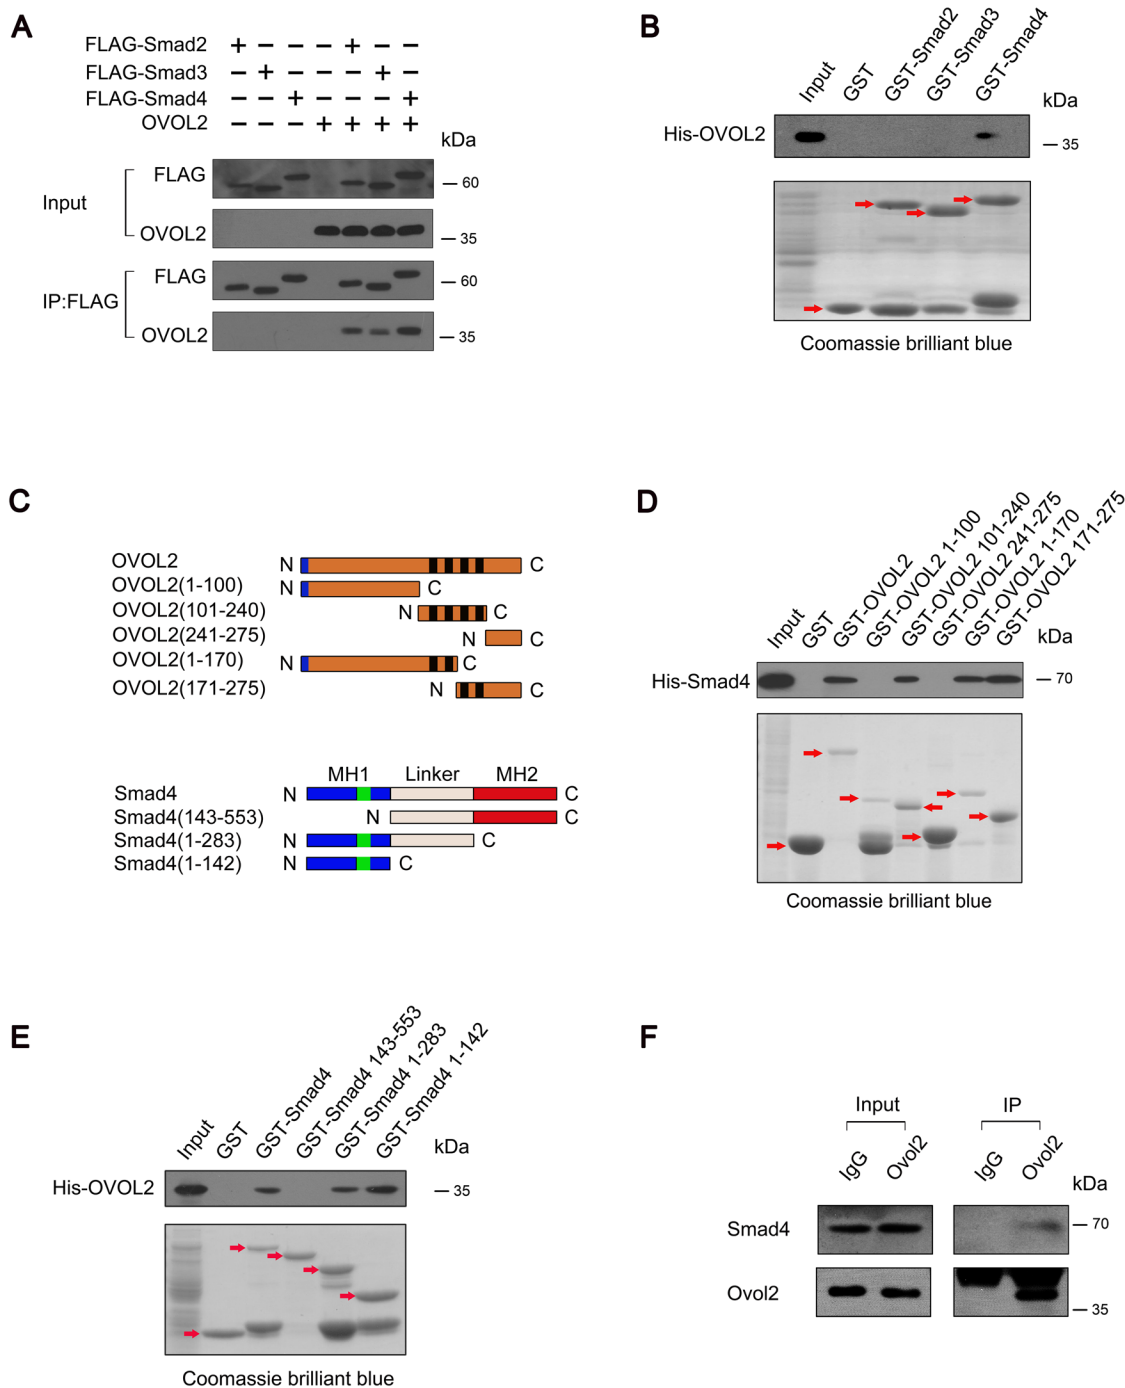 A
FLAG-Smad2 + − − − + − −
FLAG-Smad3 − + − − − + −
FLAG-Smad4 − − + − − − +
OVOL2 − − − + + + +
kDa
Input
FLAG
— 60
OVOL2
— 35
IP:FLAG
FLAG
— 60
OVOL2
— 35
B
Input
GST
GST-Smad2
GST-Smad3
GST-Smad4
kDa
His-OVOL2
— 35
Coomassie brilliant blue
C
OVOL2 N C
OVOL2(1-100) N C
OVOL2(101-240) N C
OVOL2(241-275) N C
OVOL2(1-170) N C
OVOL2(171-275) N C
MH1 Linker MH2
Smad4 N C
Smad4(143-553) N C
Smad4(1-283) N C
Smad4(1-142) N C
D
Input
GST
GST-OVOL2
GST-OVOL2 1-100
GST-OVOL2 101-240
GST-OVOL2 241-275
GST-OVOL2 1-170
GST-OVOL2 171-275
kDa
His-Smad4
— 70
Coomassie brilliant blue
E
Input
GST
GST-Smad4
GST-Smad4 143-553
GST-Smad4 1-283
GST-Smad4 1-142
kDa
His-OVOL2
— 35
Coomassie brilliant blue
F
Input IP
IgG
Ovol2
IgG
Ovol2
kDa
Smad4
— 70
Ovol2
— 35